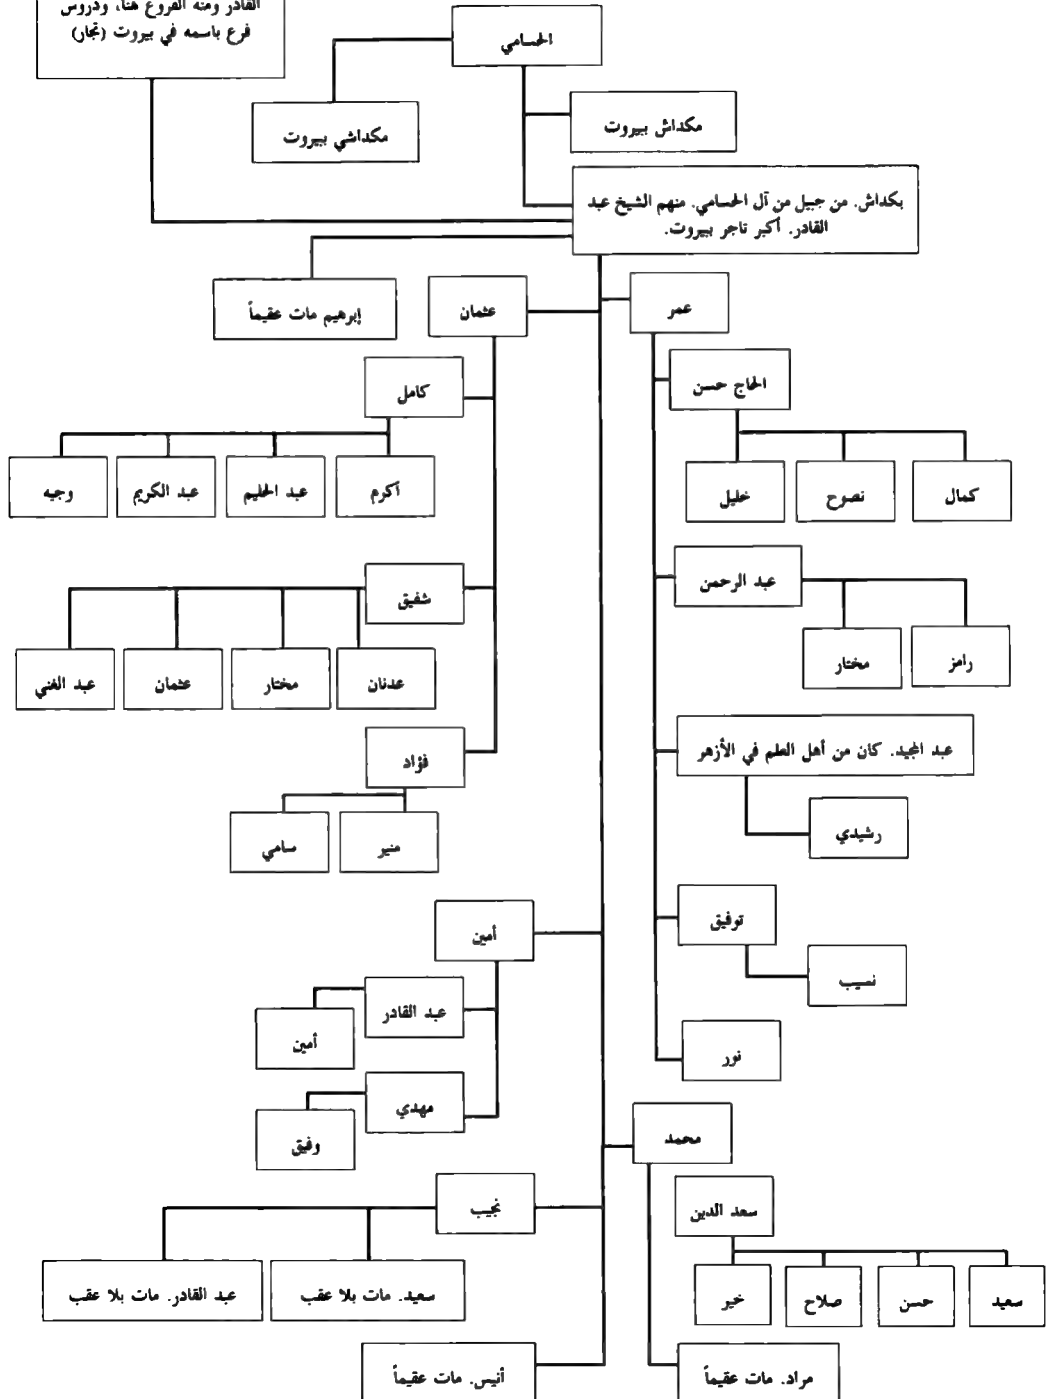 القادر ومنه الفروع هنا، ودروس
فرع باسمه في بيروت (تجار)
الحسامي
مكداشي ببيروت
مكداش ببيروت
بكداش. من جبيل من آل الحسامي. منهم الشيخ عبد
القادر. أكبر تاجر ببيروت.
إبرهيم مات عقيماً
عثمان
عمر
كامل
الحاج حسن
أكرم
عبد الحليم
عبد الكريم
وجيه
كمال
نصوح
خليل
شفيق
عبد الرحمن
عدنان
مختار
عثمان
عبد الغني
رامز
مختار
فؤاد
عبد المجيد. كان من أهل العلم في الأزهر
منير
سامي
رشيدي
أمين
توفيق
عبد القادر
أمين
نسيب
مهدي
وفيق
نور
محمد
نجيب
سعد الدين
سعيد. مات بلا عقب
عبد القادر. مات بلا عقب
سعيد
حسن
صلاح
خير
أنيس. مات عقيماً
مراد. مات عقيماً